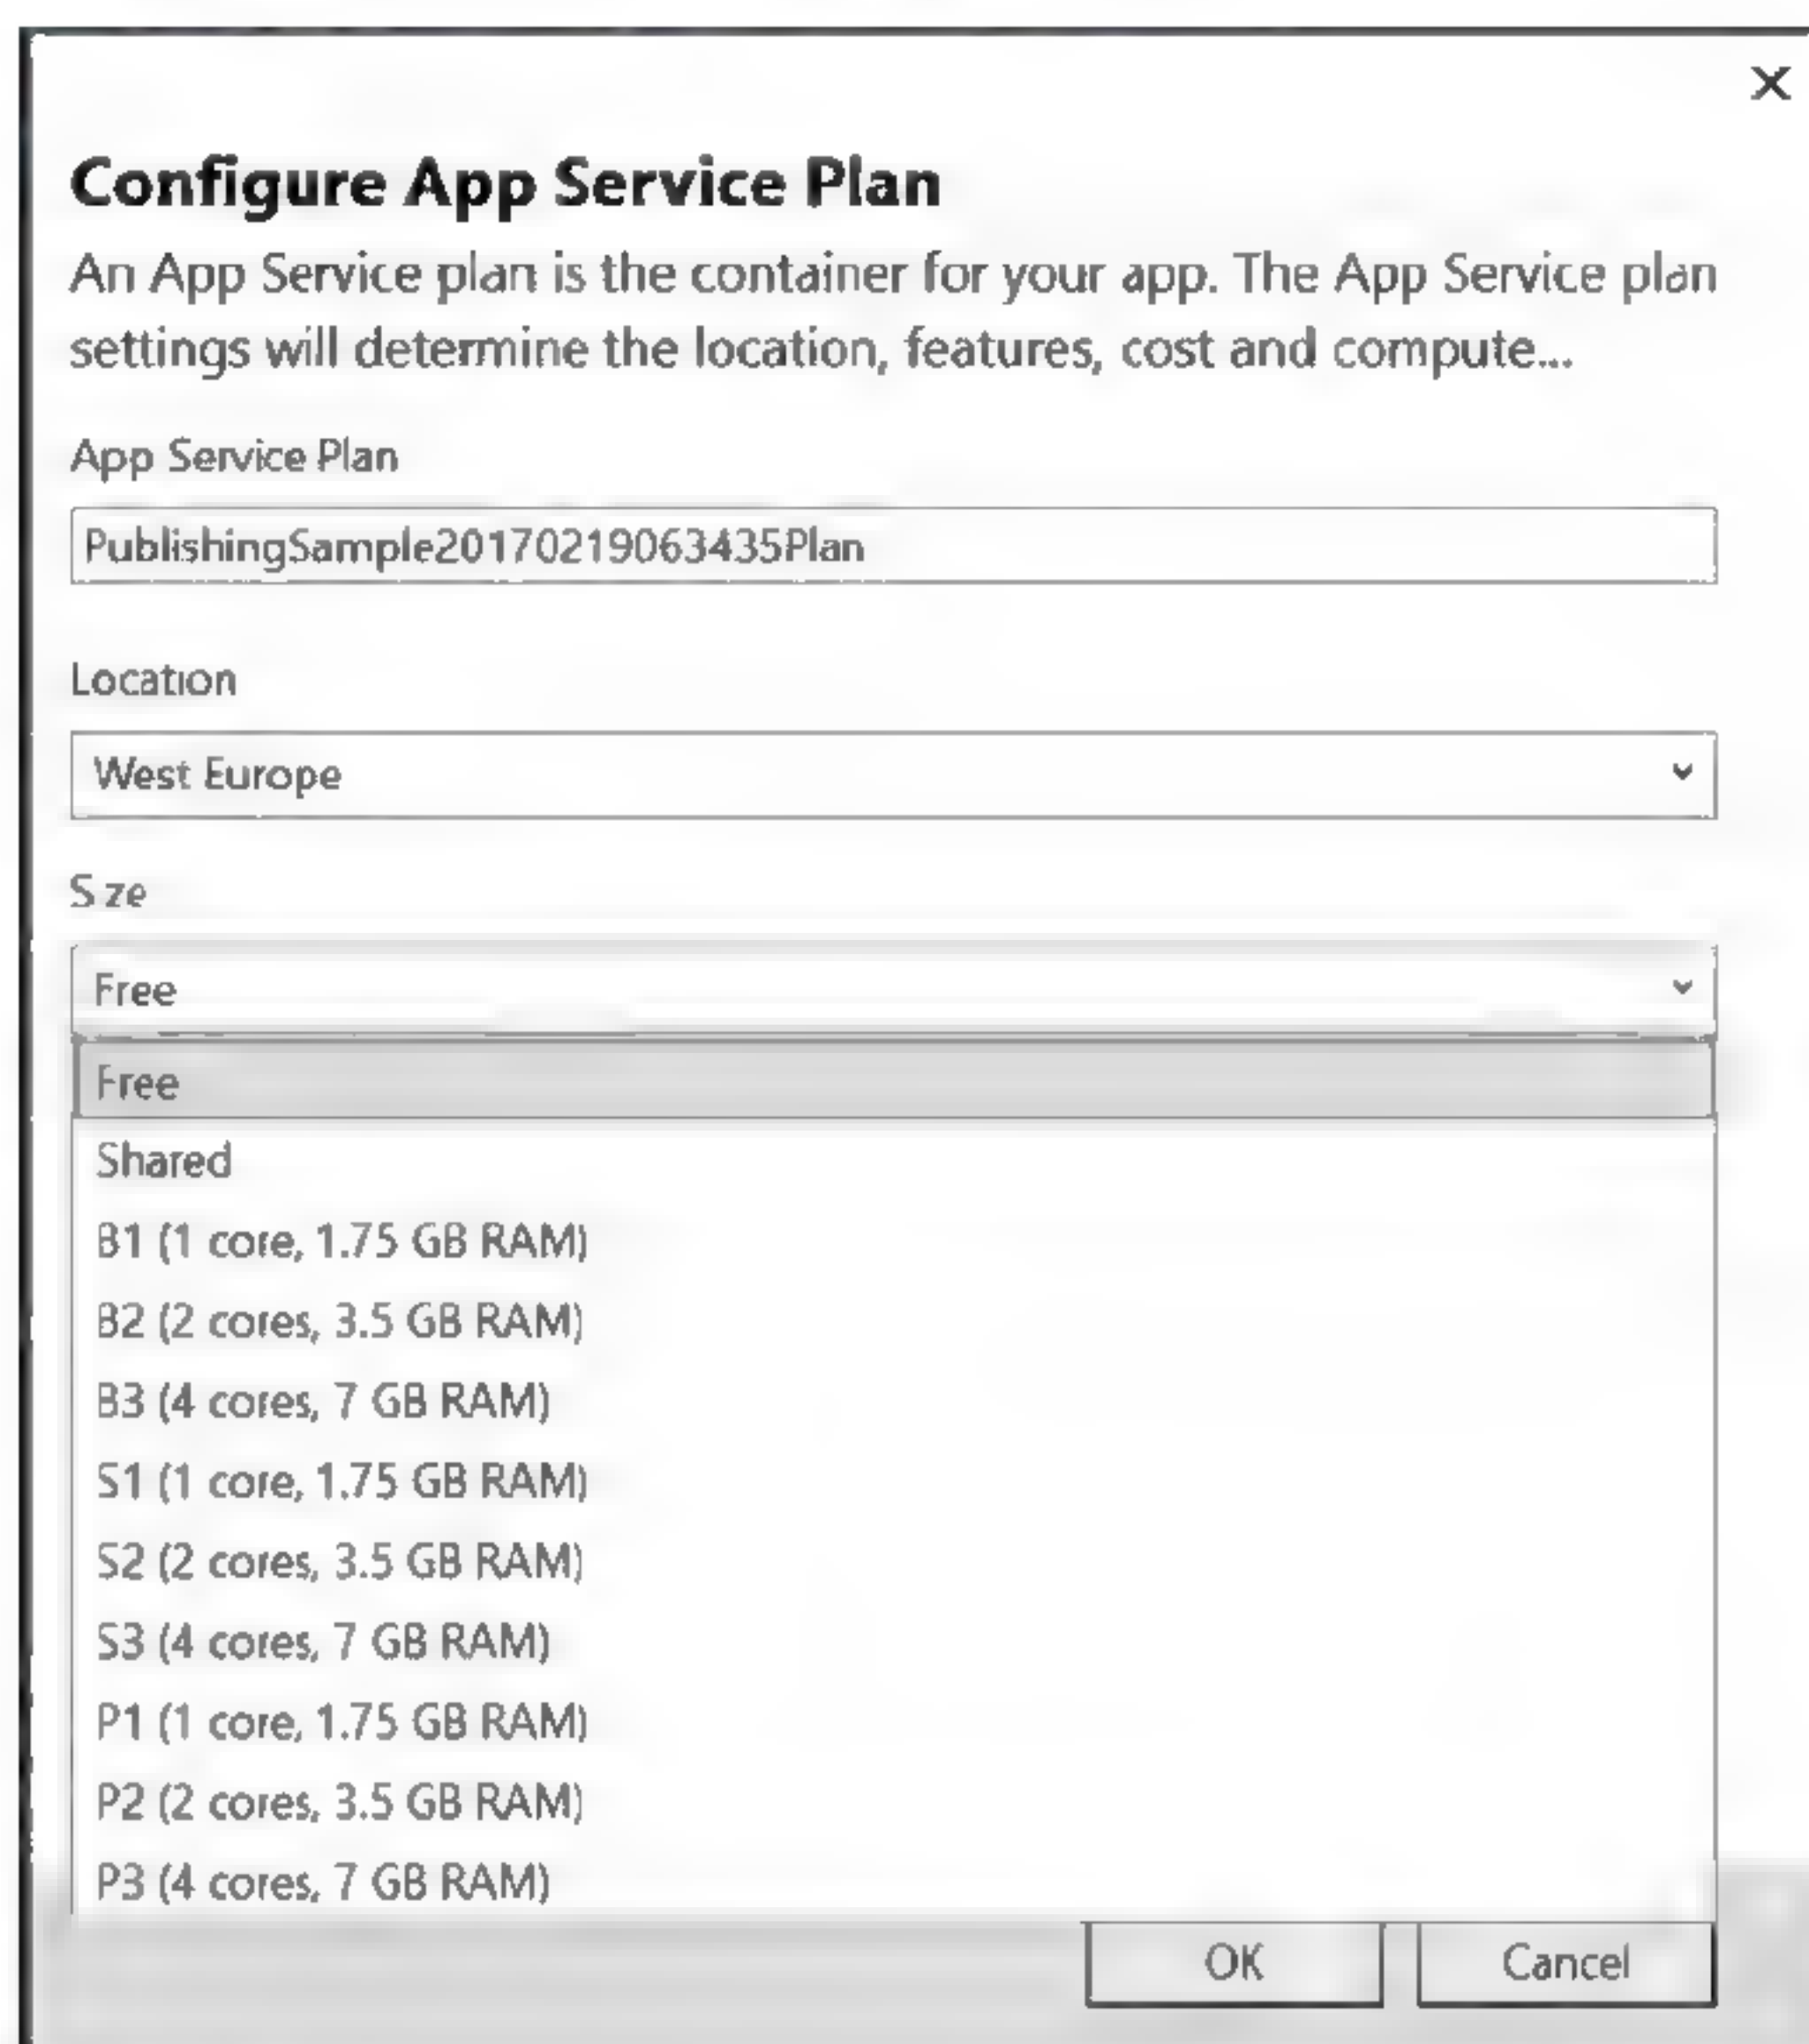 Configure App Service Plan
An App Service plan is the container for your app. The App Service plan
settings will determine the location, features, cost and compute...
App Service Plan
PublishingSample20170219063435Plan
Location
West Europe
Size
Free
Free
Shared
B1 (1 core, 1.75 GB RAM)
B2 (2 cores, 3.5 GB RAM)
B3 (4 cores, 7 GB RAM)
S1 (1 core, 1.75 GB RAM)
S2 (2 cores, 3.5 GB RAM)
S3 (4 cores, 7 GB RAM)
P1 (1 core, 1.75 GB RAM)
P2 (2 cores, 3.5 GB RAM)
P3 (4 cores, 7 GB RAM)
OK Cancel